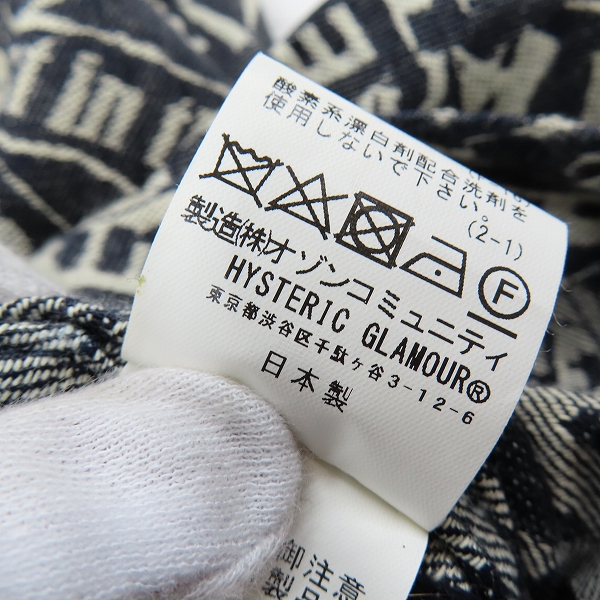 酸素系漂白剤配合洗剤を
使用しないで下さい。
(2-1)
F
製造㈱オゾンコミュニティ
HYSTERIC GLAMOUR®
東京都渋谷区千駄ヶ谷3-12-6
日本製
御注意
製品